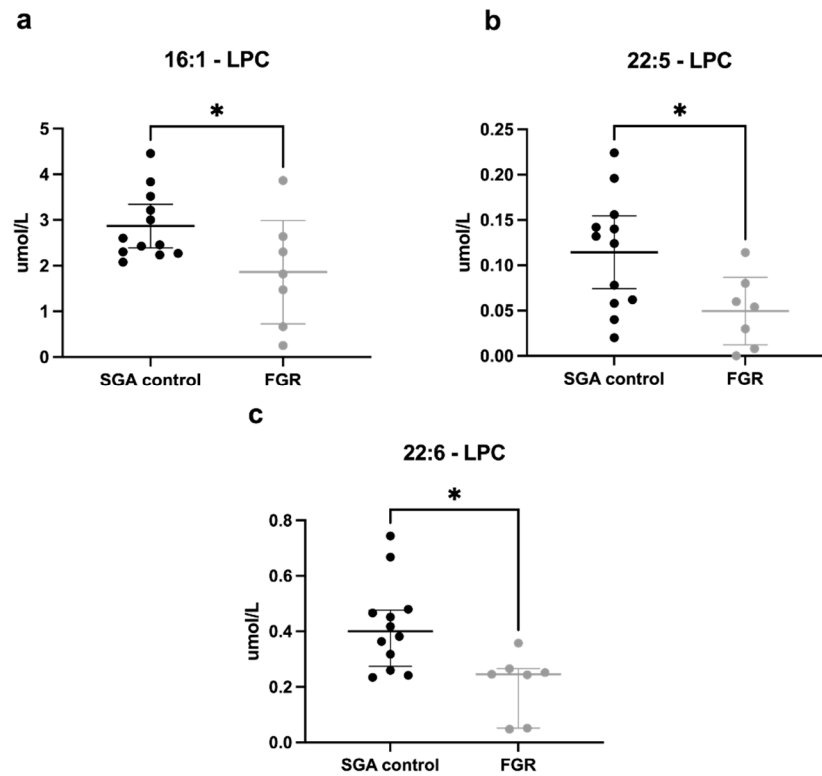 a
16:1 - LPC
*
5
4
3
2
1
0
umol/L
SGA control
FGR
b
22:5 - LPC
*
0.25
0.20
0.15
0.10
0.05
0.00
umol/L
SGA control
FGR
c
22:6 - LPC
*
0.8
0.6
0.4
0.2
0.0
umol/L
SGA control
FGR